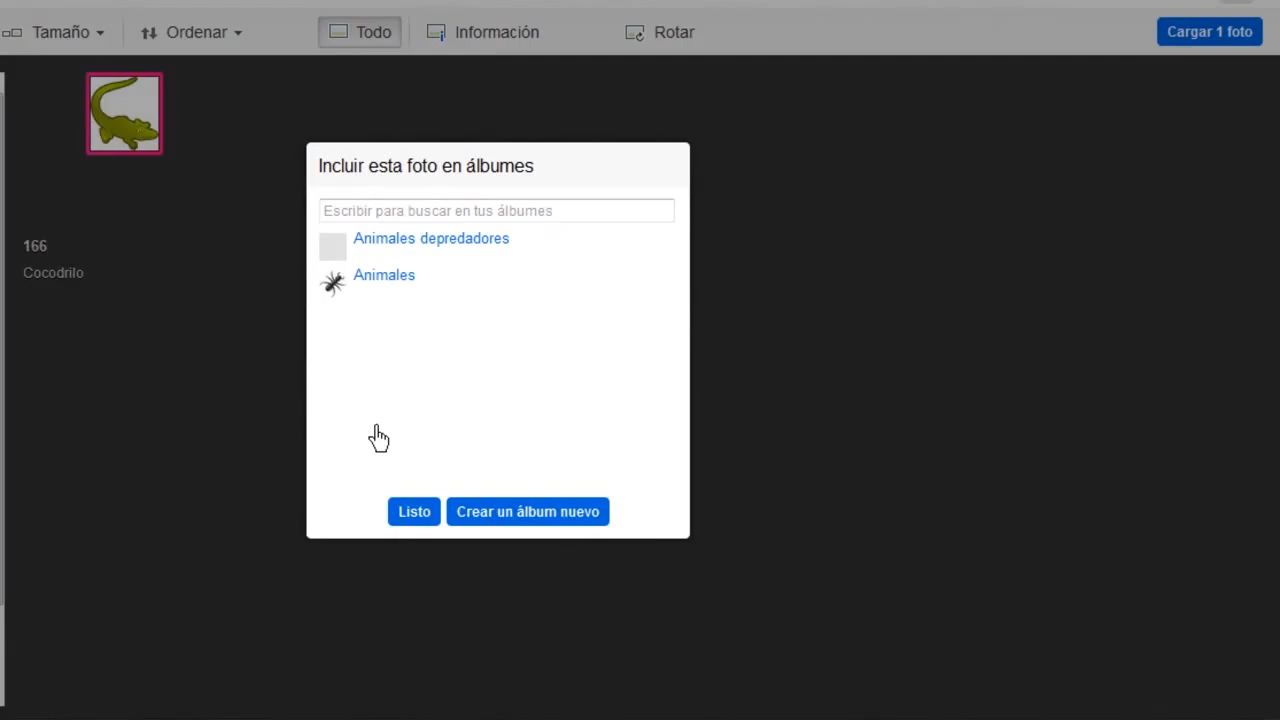 Tamaño
Ordenar
Todo
Información
Rotar
Cargar 1 foto
166
Cocodrilo
Incluir esta foto en álbumes
Escribir para buscar en tus álbumes
Animales depredadores
Animales
Listo
Crear un álbum nuevo